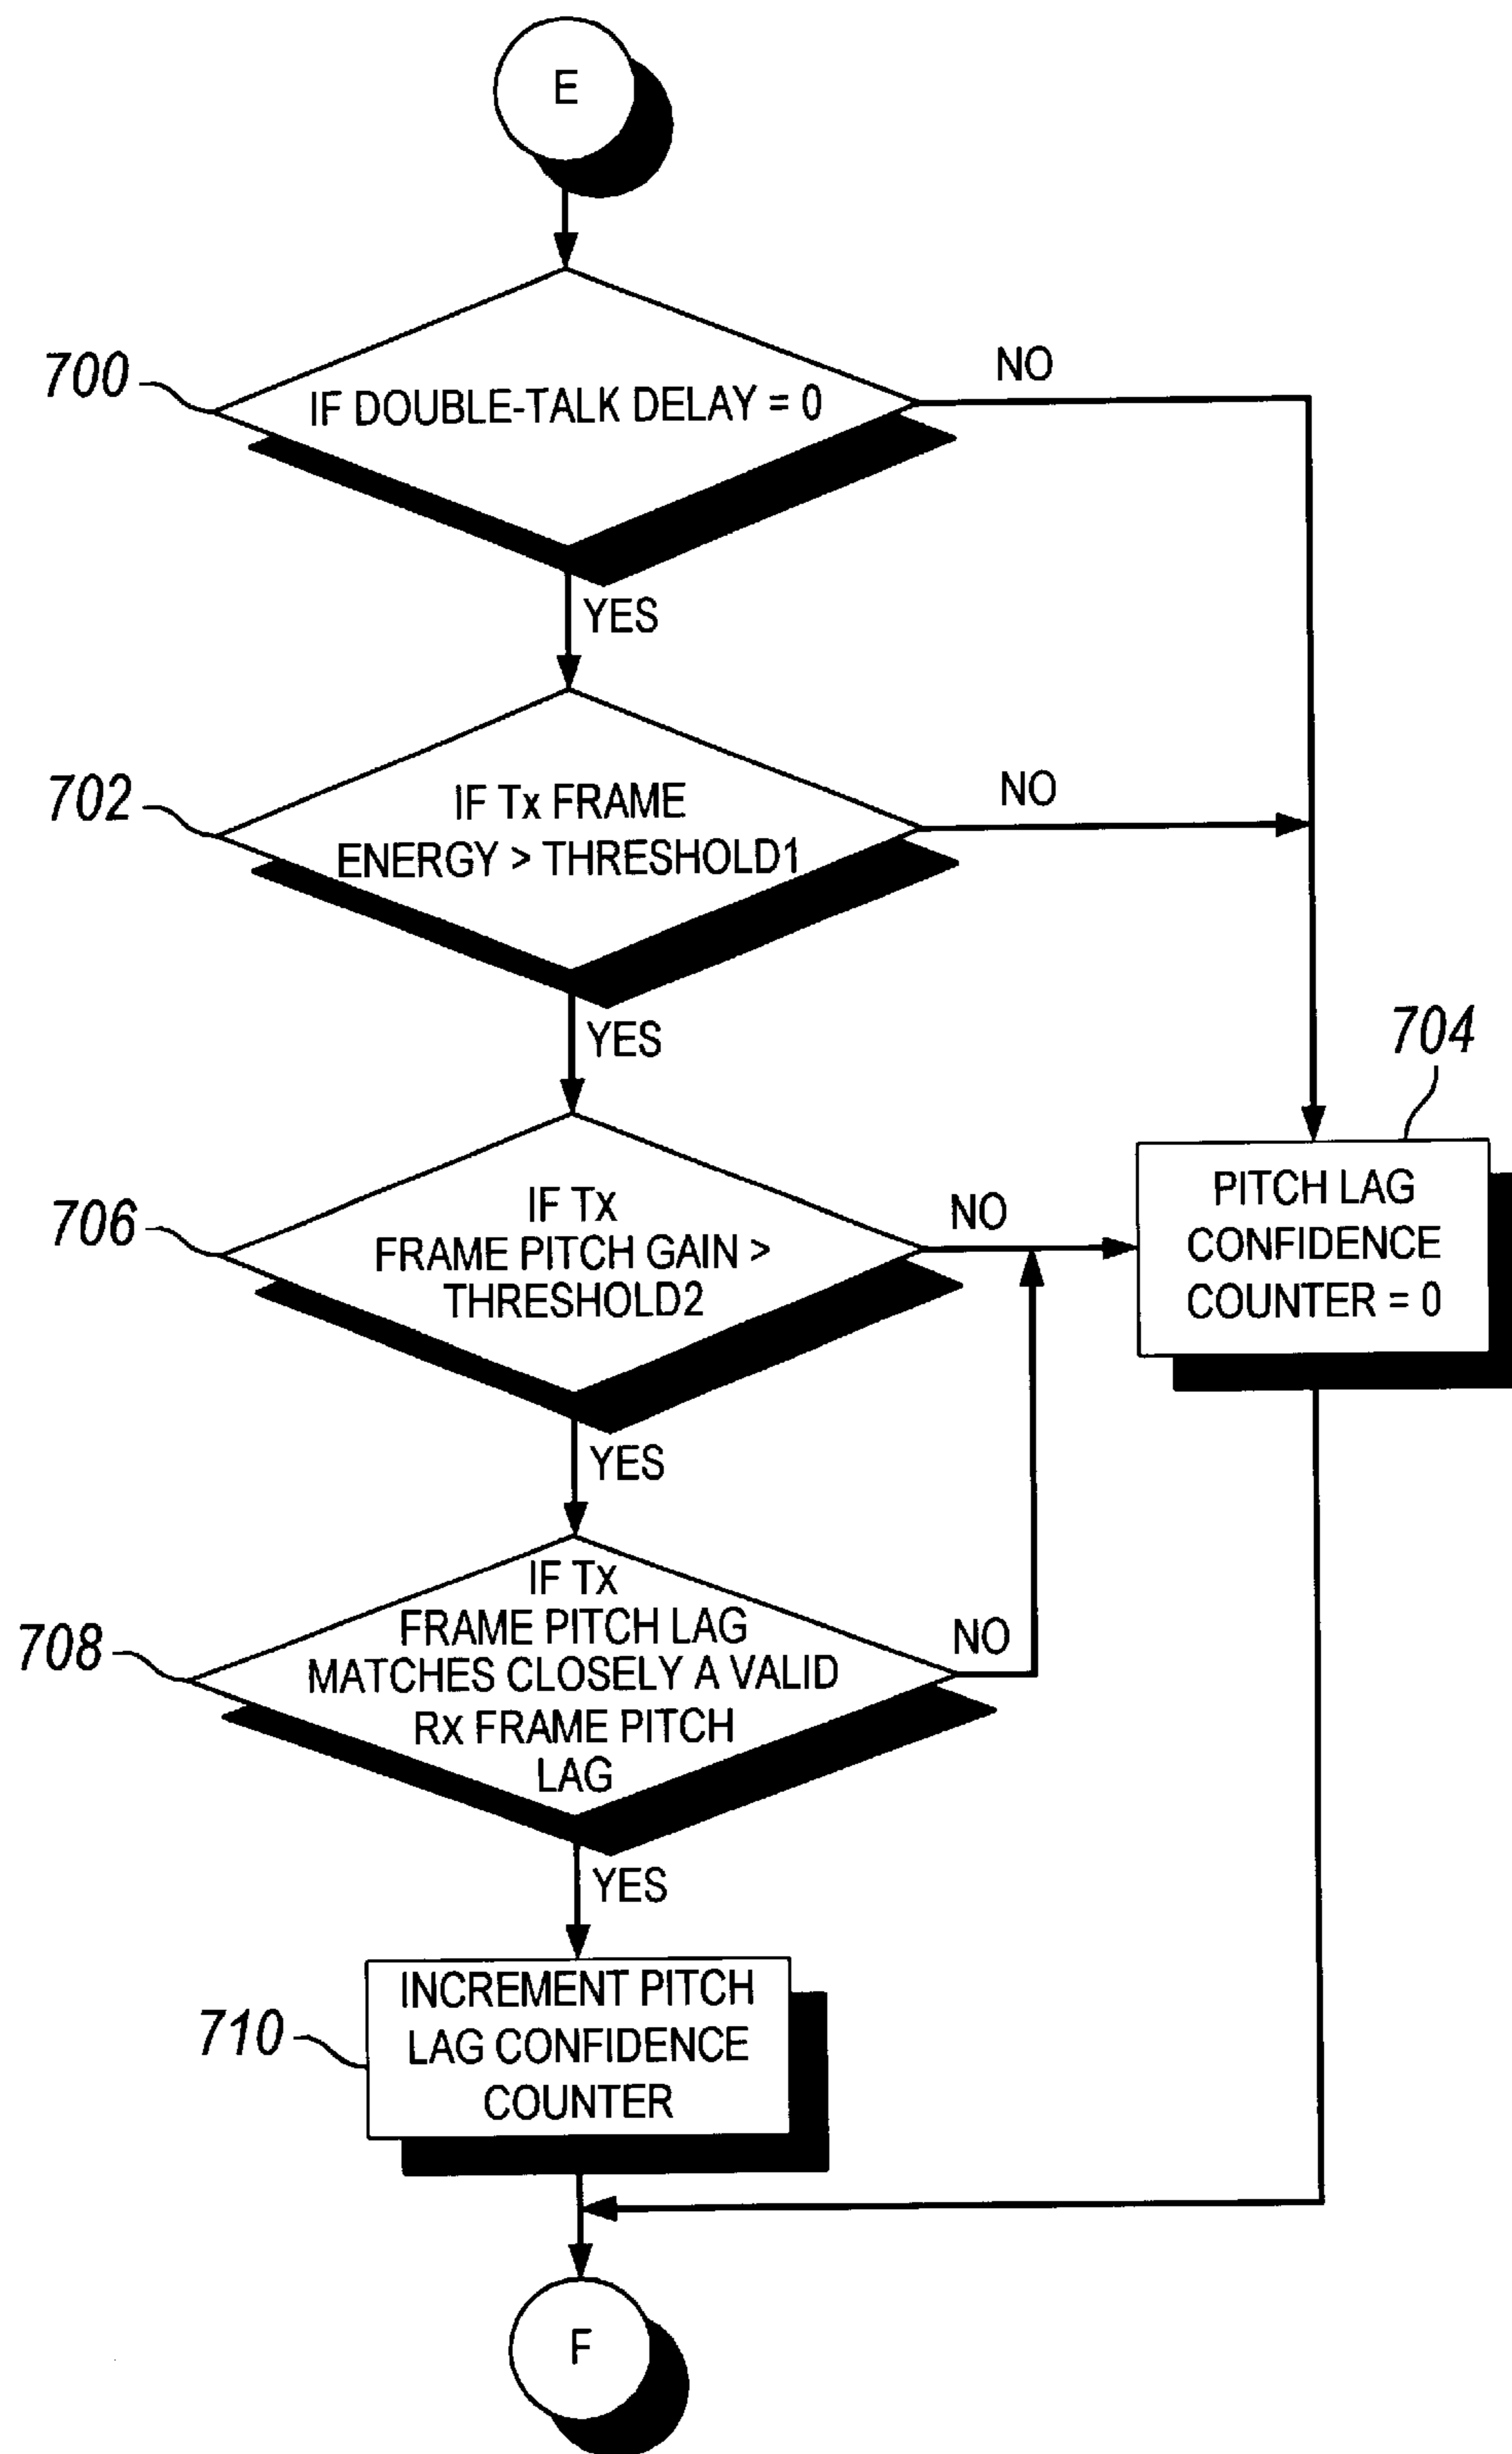 E
700
IF DOUBLE-TALK DELAY = 0
NO
YES
702
IF Tx FRAME
ENERGY > THRESHOLD1
NO
YES
704
706
IF Tx
FRAME PITCH GAIN >
THRESHOLD2
NO
PITCH LAG
CONFIDENCE
COUNTER = 0
YES
708
IF Tx
FRAME PITCH LAG
MATCHES CLOSELY A VALID
Rx FRAME PITCH
LAG
NO
YES
710
INCREMENT PITCH
LAG CONFIDENCE
COUNTER
F